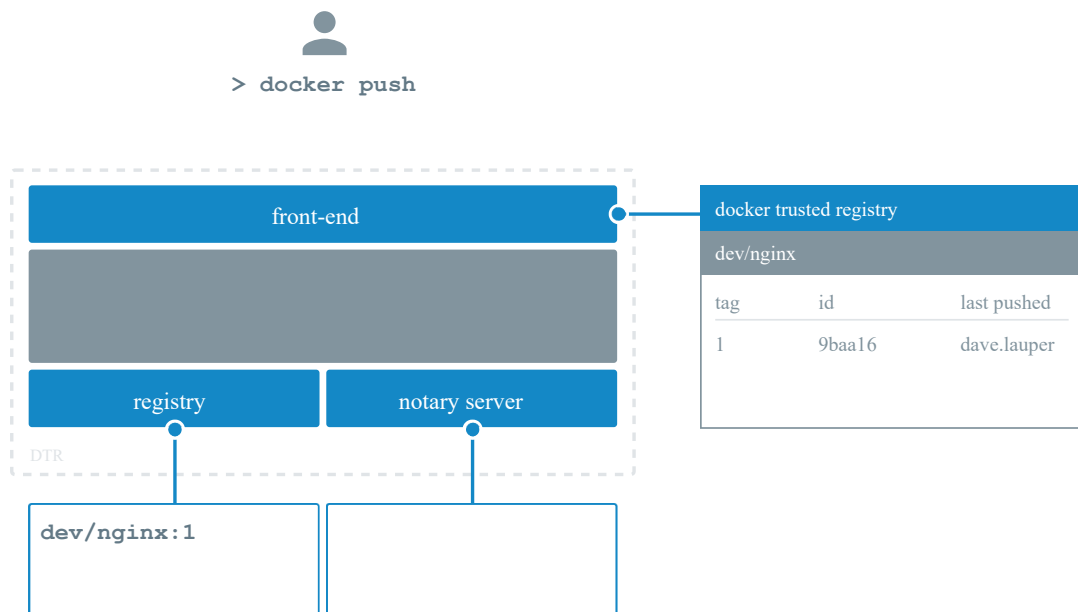 > docker push
front-end
docker trusted registry
dev/nginx
tag id last pushed
1 9baa16 dave.lauper
registry notary server
DTR
dev/nginx:1